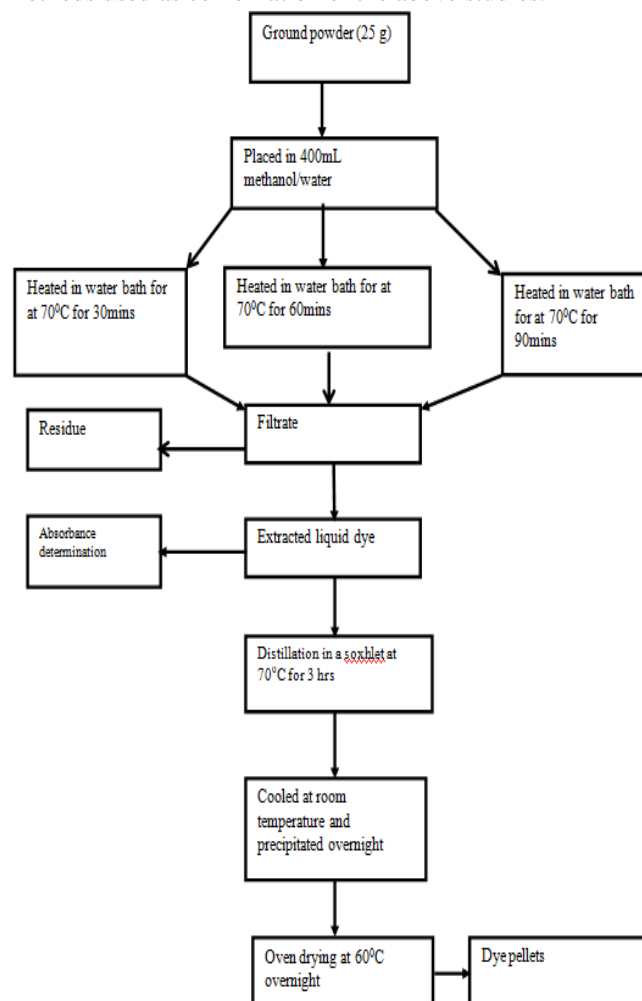 Ground powder (25 g)
Placed in 400mL
methanol/water
Heated in water bath for
at 70⁰C for 30mins
Heated in water bath for at
70⁰C for 60mins
Heated in water bath
for at 70⁰C for
90mins
Filtrate
Residue
Extracted liquid dye
Absorbance
determination
Distillation in a soxhlet at
70°C for 3 hrs
Cooled at room
temperature and
precipitated overnight
Oven drying at 60⁰C
overnight
Dye pellets